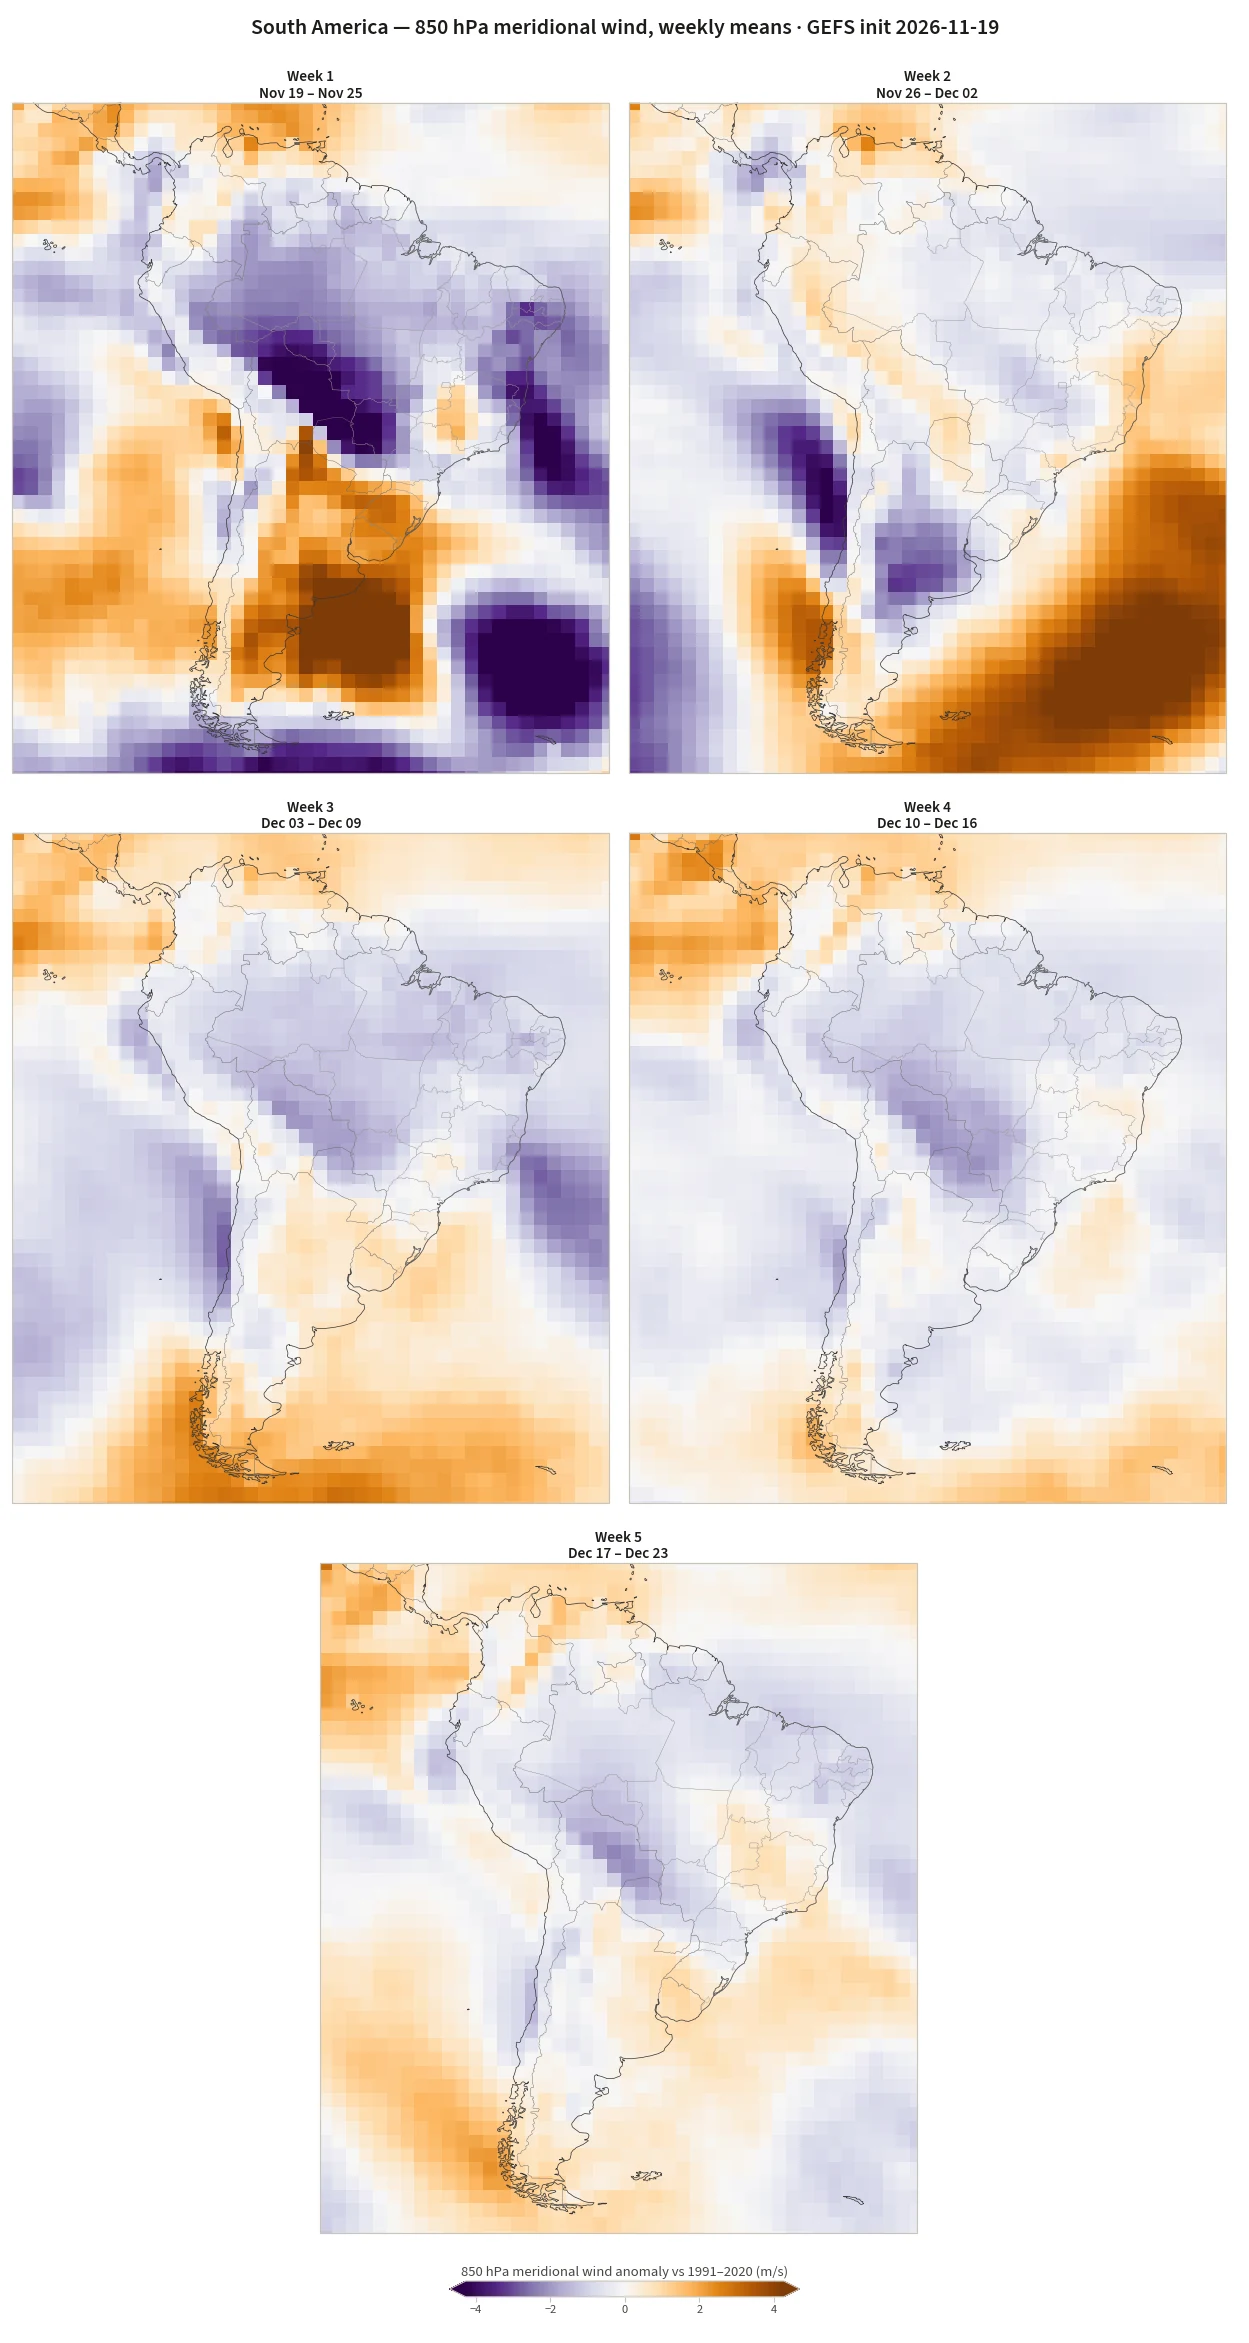 South America — 850 hPa meridional wind, weekly means · GEFS init 2026-11-19
Week 1
Nov 19 – Nov 25
Week 2
Nov 26 – Dec 02
Week 3
Dec 03 – Dec 09
Week 4
Dec 10 – Dec 16
Week 5
Dec 17 – Dec 23
850 hPa meridional wind anomaly vs 1991–2020 (m/s)
−4 −2 0 2 4